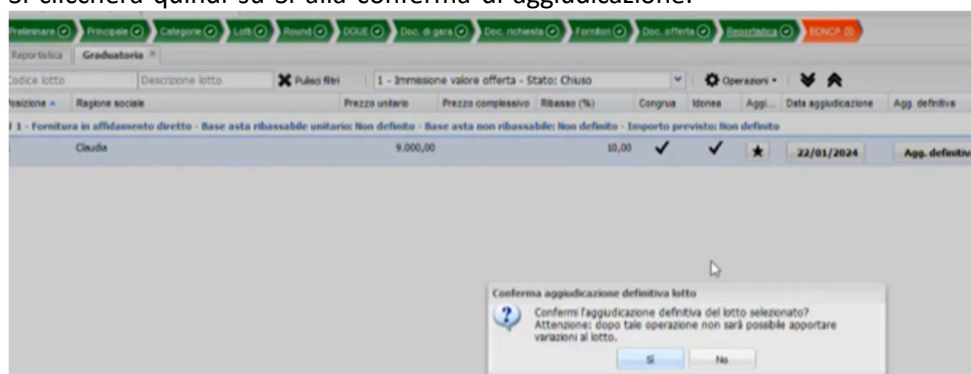 Si cliccherà quindi su Sì alla conferma di aggiudicazione.
Preliminare Principale Categorie Lotti Round DGUE Doc. di gara Doc. richiesta Fornitori Doc. offerta Reportistica BDNCP
Reportistica Graduatoria
Codice lotto Descrizione lotto Pulisci filtri 1 - Immissione valore offerta - Stato: Chiuso Operazioni
Posizione Ragione sociale Prezzo unitario Prezzo complessivo Ribasso (%) Congrua Idonea Aggi... Data aggiudicazione Agg. definitiva
1 - Fornitura in affidamento diretto - Base asta ribassabile unitario: Non definito - Base asta non ribassabile: Non definito - Importo previsto: Non definito
Claudia 9.000,00 10,00 22/01/2024 Agg. definitiv
Conferma aggiudicazione definitiva lotto
Confermi l'aggiudicazione definitiva del lotto selezionato?
Attenzione: dopo tale operazione non sarà possibile apportare
variazioni al lotto.
Sì No